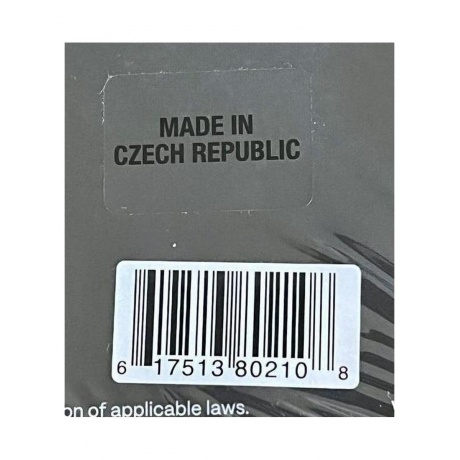 MADE IN
CZECH REPUBLIC
6 17513 80210 8
on of applicable laws.